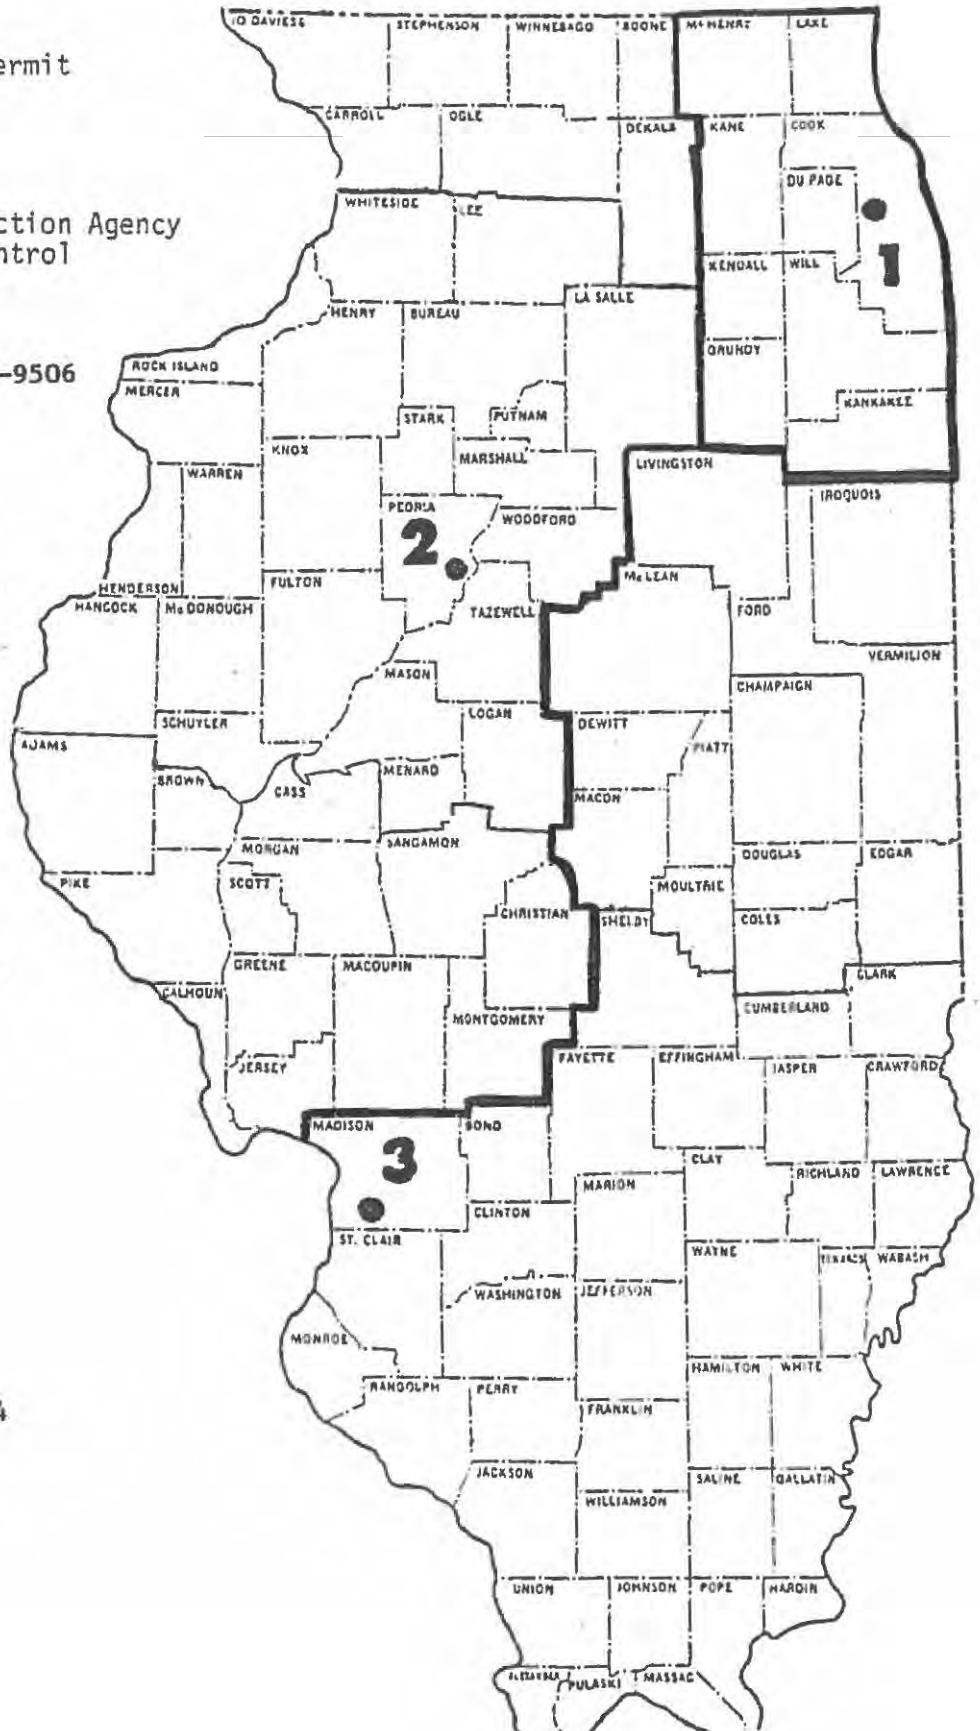 ermit
ction Agency
ntrol
-9506
4
JO DAVIESS STEPHENSON WINNEBAGO BOONE McHENRY LAKE
CARROLL OGLE DEKALB KANE COOK
DU PAGE
WHITESIDE LEE
1
KENDALL WILL
HENRY BUREAU LA SALLE
GRUNDY
ROCK ISLAND
MERCER
KANKAKEE
STARK PUTNAM
KNOX MARSHALL LIVINGSTON
WARREN
PEORIA IROQUOIS
WOODFORD
2
HENDERSON FULTON McLEAN
HANCOCK McDONOUGH TAZEWELL FORD
VERMILION
MASON CHAMPAIGN
SCHUYLER LOGAN DEWITT
ADAMS PIATT
BROWN CASS MENARD
MACON
MORGAN SANGAMON DOUGLAS EDGAR
PIKE SCOTT MOULTRIE
CHRISTIAN SHELBY COLES
GREENE MACOUPIN CLARK
CALHOUN CUMBERLAND
MONTGOMERY
JERSEY FAYETTE EFFINGHAM JASPER CRAWFORD
MADISON BOND
3
CLAY RICHLAND LAWRENCE
MARION
CLINTON
ST. CLAIR WAYNE EDWARDS WABASH
WASHINGTON JEFFERSON
MONROE
HAMILTON WHITE
RANDOLPH PERRY
FRANKLIN
JACKSON SALINE GALLATIN
WILLIAMSON
UNION JOHNSON POPE HARDIN
ALEXANDER PULASKI MASSAC